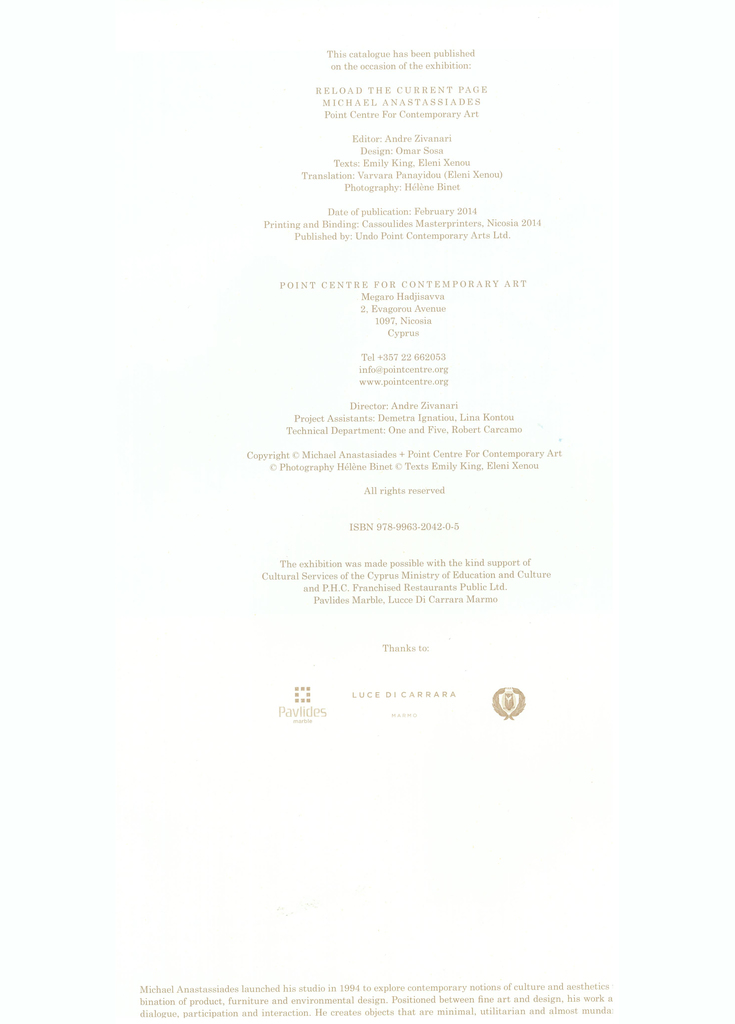 This catalogue has been published
on the occasion of the exhibition:
RELOAD THE CURRENT PAGE
MICHAEL ANASTASSIADES
Point Centre For Contemporary Art
Editor: Andre Zivanari
Design: Omar Sosa
Texts: Emily King, Eleni Xenou
Translation: Varvara Panayidou (Eleni Xenou)
Photography: Hélène Binet
Date of publication: February 2014
Printing and Binding: Cassoulides Masterprinters, Nicosia 2014
Published by: Undo Point Contemporary Arts Ltd.
POINT CENTRE FOR CONTEMPORARY ART
Megaro Hadjisavva
2, Evagorou Avenue
1097, Nicosia
Cyprus
Tel +357 22 662053
info@pointcentre.org
www.pointcentre.org
Director: Andre Zivanari
Project Assistants: Demetra Ignatiou, Lina Kontou
Technical Department: One and Five, Robert Carcamo
Copyright © Michael Anastasiades + Point Centre For Contemporary Art
© Photography Hélène Binet © Texts Emily King, Eleni Xenou
All rights reserved
ISBN 978-9963-2042-0-5
The exhibition was made possible with the kind support of
Cultural Services of the Cyprus Ministry of Education and Culture
and P.H.C. Franchised Restaurants Public Ltd.
Pavlides Marble, Lucce Di Carrara Marmo
Thanks to:
Pavlides
marble
LUCE DI CARRARA
MARMO
Michael Anastassiades launched his studio in 1994 to explore contemporary notions of culture and aesthetics
bination of product, furniture and environmental design. Positioned between fine art and design, his work a
dialogue, participation and interaction. He creates objects that are minimal, utilitarian and almost munda